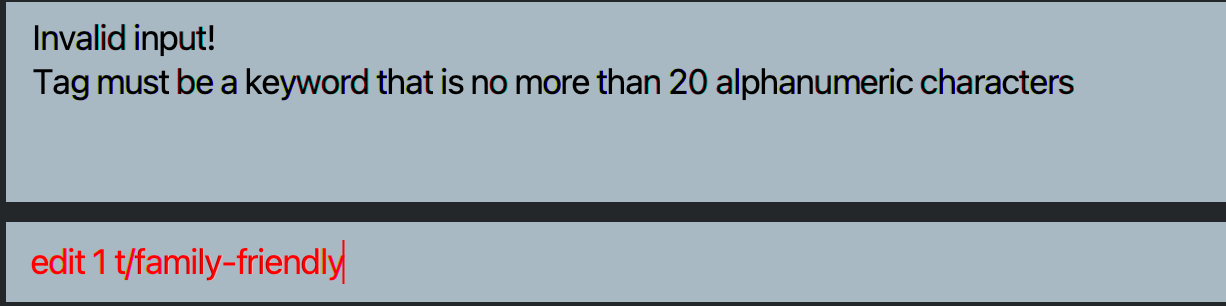 Invalid input!
Tag must be a keyword that is no more than 20 alphanumeric characters
edit 1 t/family-friendly